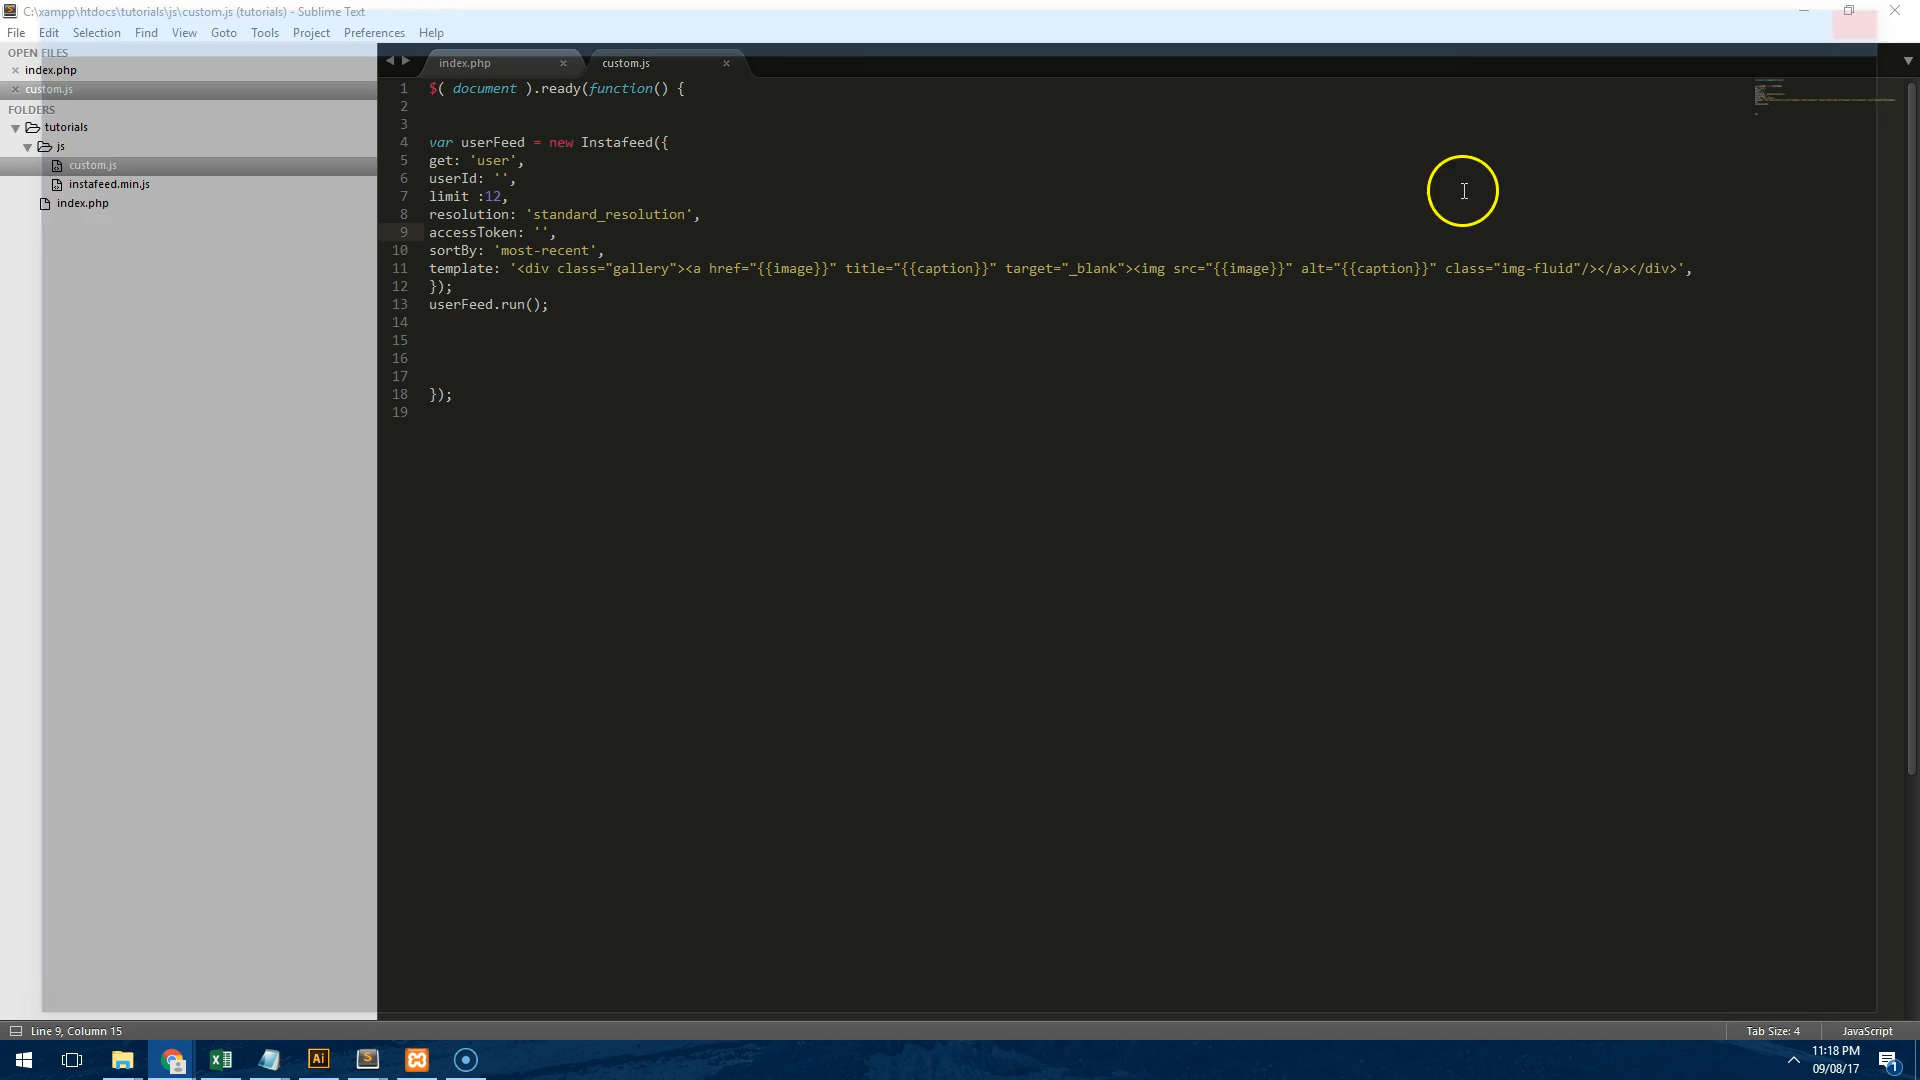 C:\xampp\htdocs\tutorials\js\custom.js (tutorials) - Sublime Text
File Edit Selection Find View Goto Tools Project Preferences Help
OPEN FILES
index.php
custom.js
FOLDERS
tutorials
js
custom.js
instafeed.min.js
index.php
index.php custom.js
1 $( document ).ready(function() {
2
3
4 var userFeed = new Instafeed({
5 get: 'user',
6 userId: '',
7 limit :12,
8 resolution: 'standard_resolution',
9 accessToken: '',
10 sortBy: 'most-recent',
11 template: '<div class="gallery"><a href="{{image}}" title="{{caption}}" target="_blank"><img src="{{image}}" alt="{{caption}}" class="img-fluid"/></a></div>',
12 });
13 userFeed.run();
14
15
16
17
18 });
19
Line 9, Column 15 Tab Size: 4 JavaScript
Ai
11:18 PM
09/08/17
1